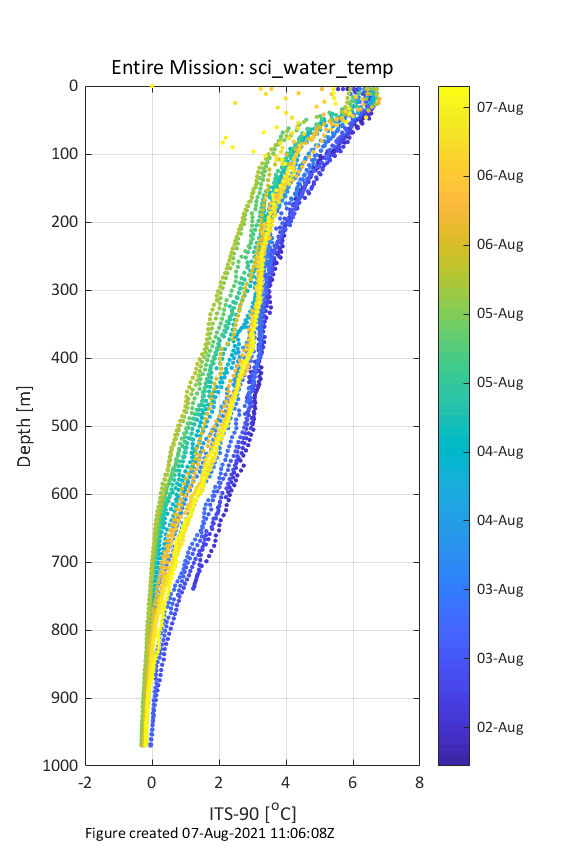 Entire Mission: sci_water_temp
0
100
200
300
400
500
600
700
800
900
1000
Depth [m]
-2 0 2 4 6 8
ITS-90 [°C]
Figure created 07-Aug-2021 11:06:08Z
07-Aug
06-Aug
06-Aug
05-Aug
05-Aug
04-Aug
04-Aug
03-Aug
03-Aug
02-Aug